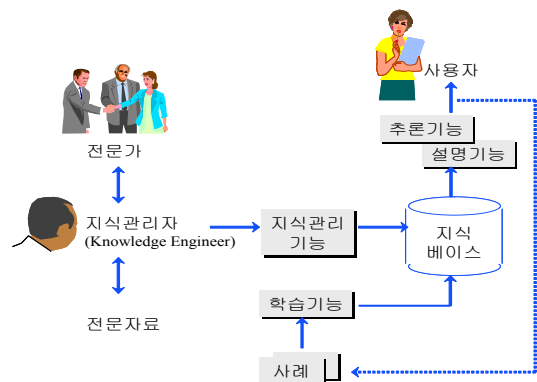 사용자
추론기능
설명기능
전문가
지식관리자
(Knowledge Engineer)
지식관리
기능
지식
베이스
학습기능
전문자료
사례